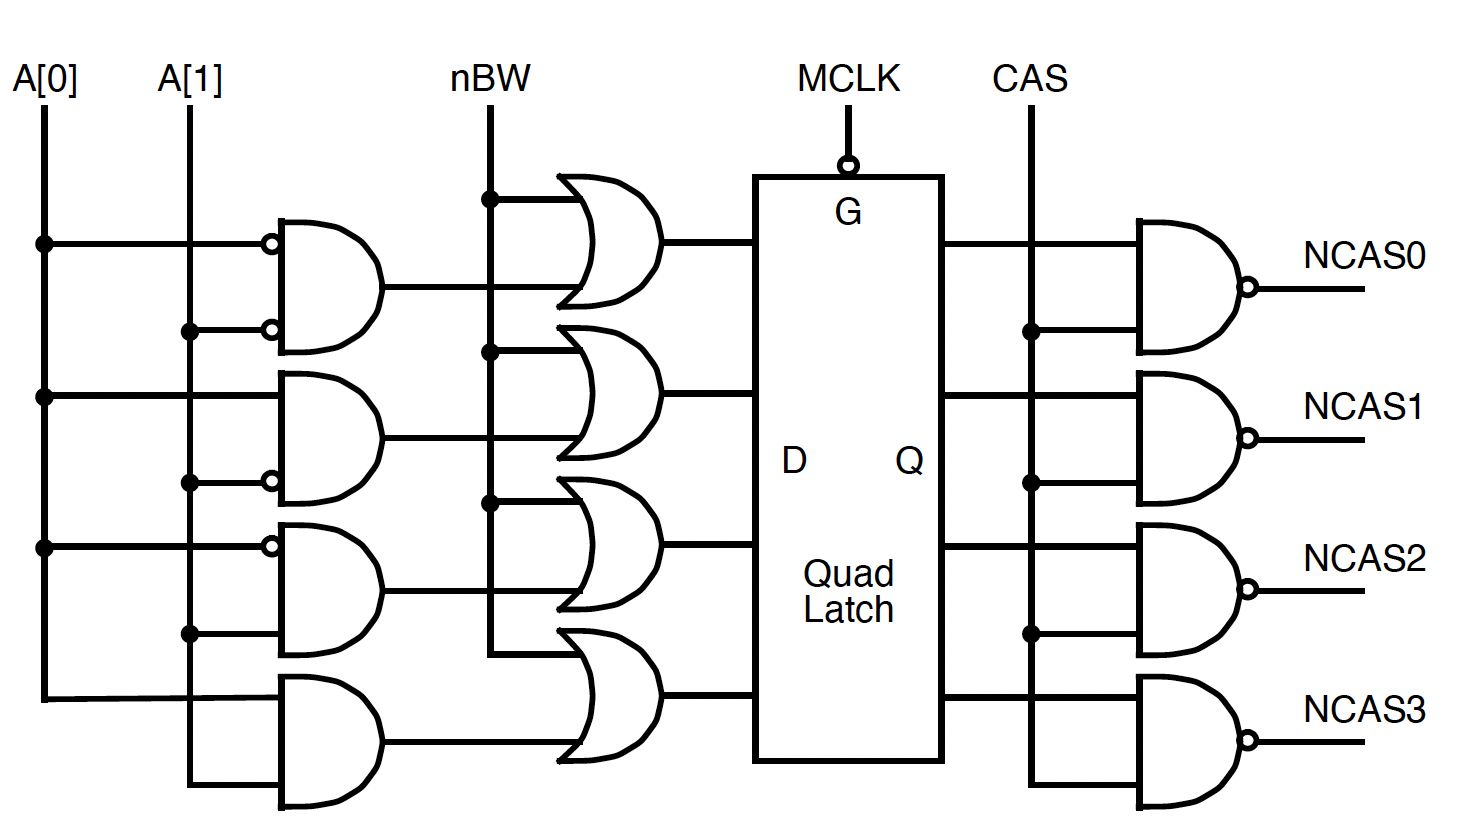 A[0]
A[1]
nBW
MCLK
CAS
G
D
Q
Quad
Latch
NCAS0
NCAS1
NCAS2
NCAS3